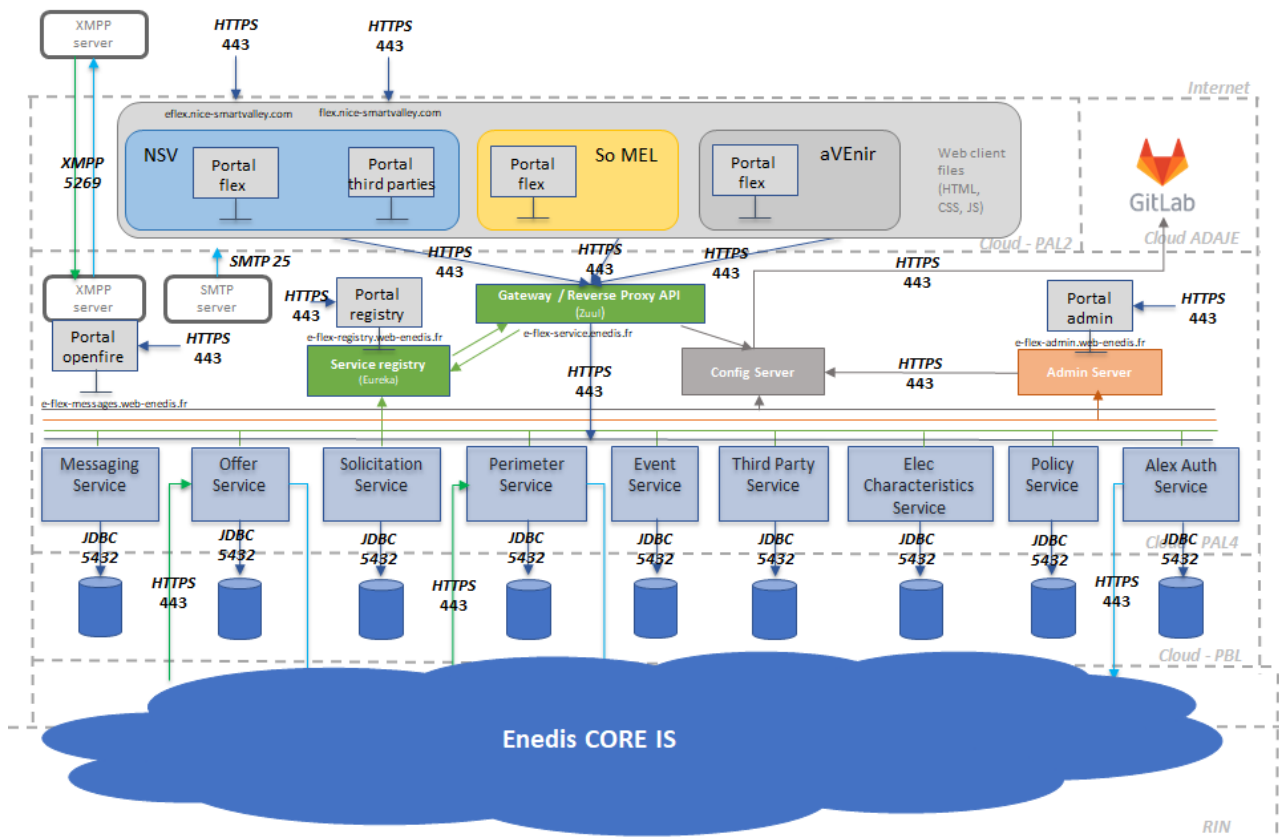 XMPP
server
HTTPS
443
HTTPS
443
Internet
eflex.nice-smartvalley.com
flex.nice-smartvalley.com
NSV
Portal
flex
Portal
third parties
So MEL
Portal
flex
aVEnir
Portal
flex
Web client
files
(HTML,
CSS, JS)
GitLab
XMPP
5269
Cloud - PAL2
Cloud ADAJE
SMTP 25
HTTPS
443
HTTPS
443
HTTPS
443
HTTPS
443
XMPP
server
SMTP
server
Portal
openfire
HTTPS
443
e-flex-messages.web-enedis.fr
HTTPS
443
Portal
registry
e-flex-registry.web-enedis.fr
Service registry
(Eureka)
Gateway / Reverse Proxy API
(Zuul)
e-flex-service.enedis.fr
HTTPS
443
Config Server
HTTPS
443
Portal
admin
HTTPS
443
e-flex-admin.web-enedis.fr
Admin Server
Messaging
Service
Offer
Service
Solicitation
Service
Perimeter
Service
Event
Service
Third Party
Service
Elec
Characteristics
Service
Policy
Service
Alex Auth
Service
JDBC
5432
JDBC
5432
JDBC
5432
JDBC
5432
JDBC
5432
JDBC
5432
JDBC
5432
JDBC
5432
JDBC
5432
Cloud - PAL4
HTTPS
443
HTTPS
443
HTTPS
443
Cloud - PBL
Enedis CORE IS
RIN